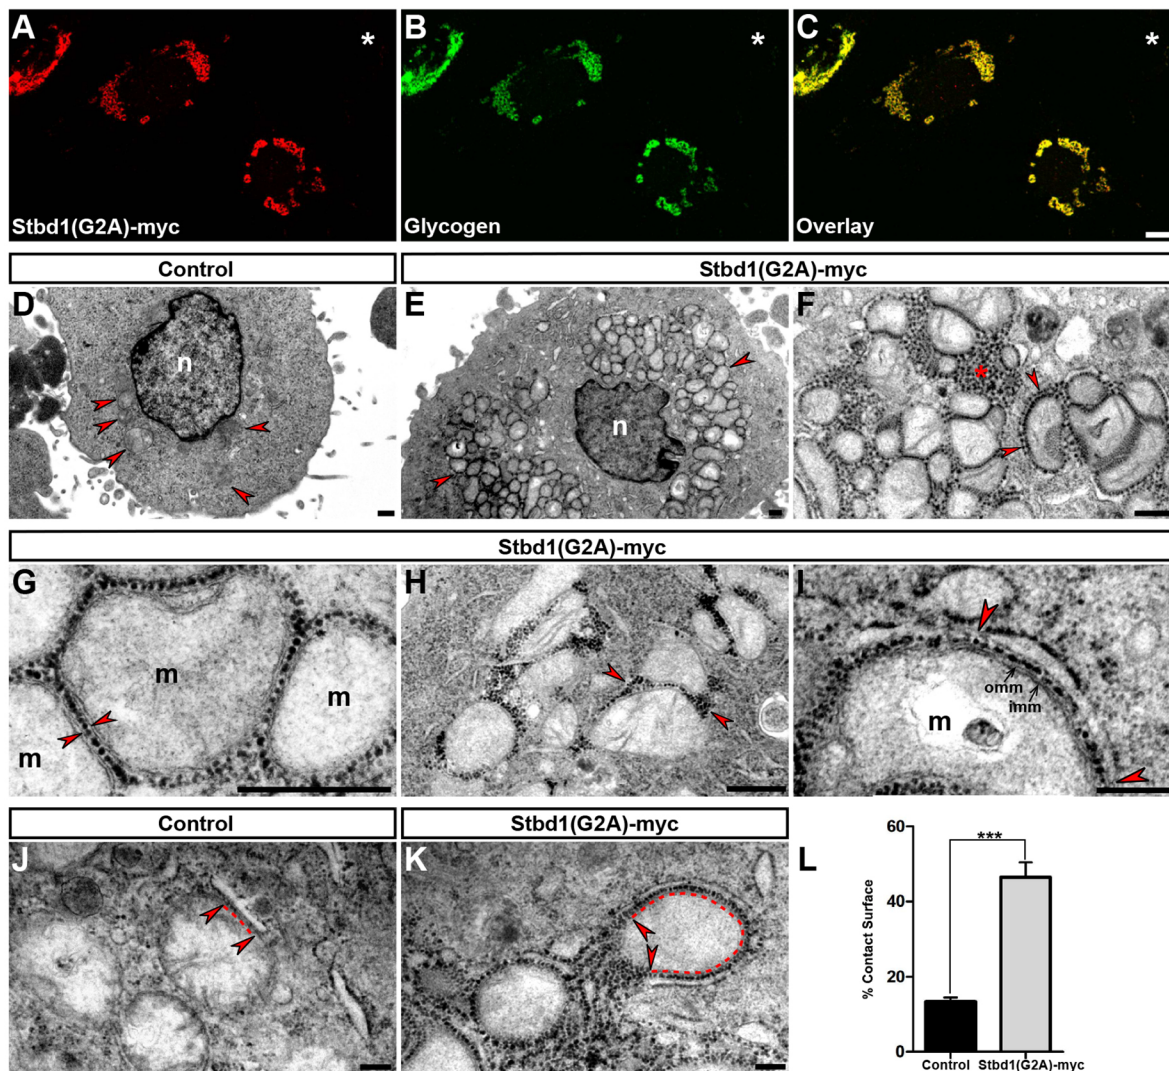 A
*
Stbd1(G2A)-myc
B
*
Glycogen
C
*
Overlay
Control
Stbd1(G2A)-myc
D
n
E
n
F
*
Stbd1(G2A)-myc
G
m
m
m
H
I
omm
imm
m
Control
Stbd1(G2A)-myc
J
K
L
60
***
40
20
0
% Contact Surface
Control Stbd1(G2A)-myc